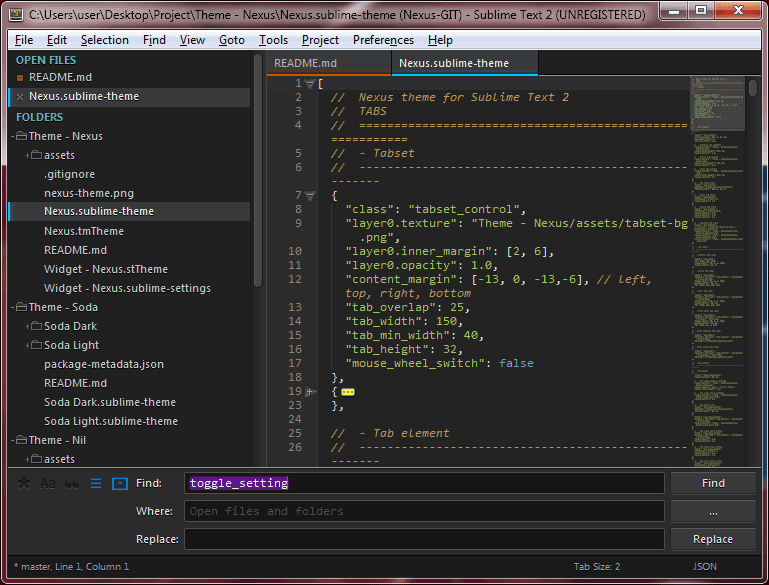 C:\Users\user\Desktop\Project\Theme - Nexus\Nexus.sublime-theme (Nexus-GIT) - Sublime Text 2 (UNREGISTERED)
File Edit Selection Find View Goto Tools Project Preferences Help
OPEN FILES
README.md
Nexus.sublime-theme
FOLDERS
Theme - Nexus
assets
.gitignore
nexus-theme.png
Nexus.sublime-theme
Nexus.tmTheme
README.md
Widget - Nexus.stTheme
Widget - Nexus.sublime-settings
Theme - Soda
Soda Dark
Soda Light
package-metadata.json
README.md
Soda Dark.sublime-theme
Soda Light.sublime-theme
Theme - Nil
assets
README.md Nexus.sublime-theme
1 [
2 // Nexus theme for Sublime Text 2
3 // TABS
4 // ==============================================
===========
5 // - Tabset
6 // ----------------------------------------------
-------
7 {
8 "class": "tabset_control",
9 "layer0.texture": "Theme - Nexus/assets/tabset-bg
.png",
10 "layer0.inner_margin": [2, 6],
11 "layer0.opacity": 1.0,
12 "content_margin": [-13, 0, -13,-6], // left,
top, right, bottom
13 "tab_overlap": 25,
14 "tab_width": 150,
15 "tab_min_width": 40,
16 "tab_height": 32,
17 "mouse_wheel_switch": false
18 },
19 {
23 },
24
25 // - Tab element
26 // ----------------------------------------------
-------
Aa Find: toggle_setting Find
Where: Open files and folders ...
Replace: Replace
* master, Line 1, Column 1 Tab Size: 2 JSON